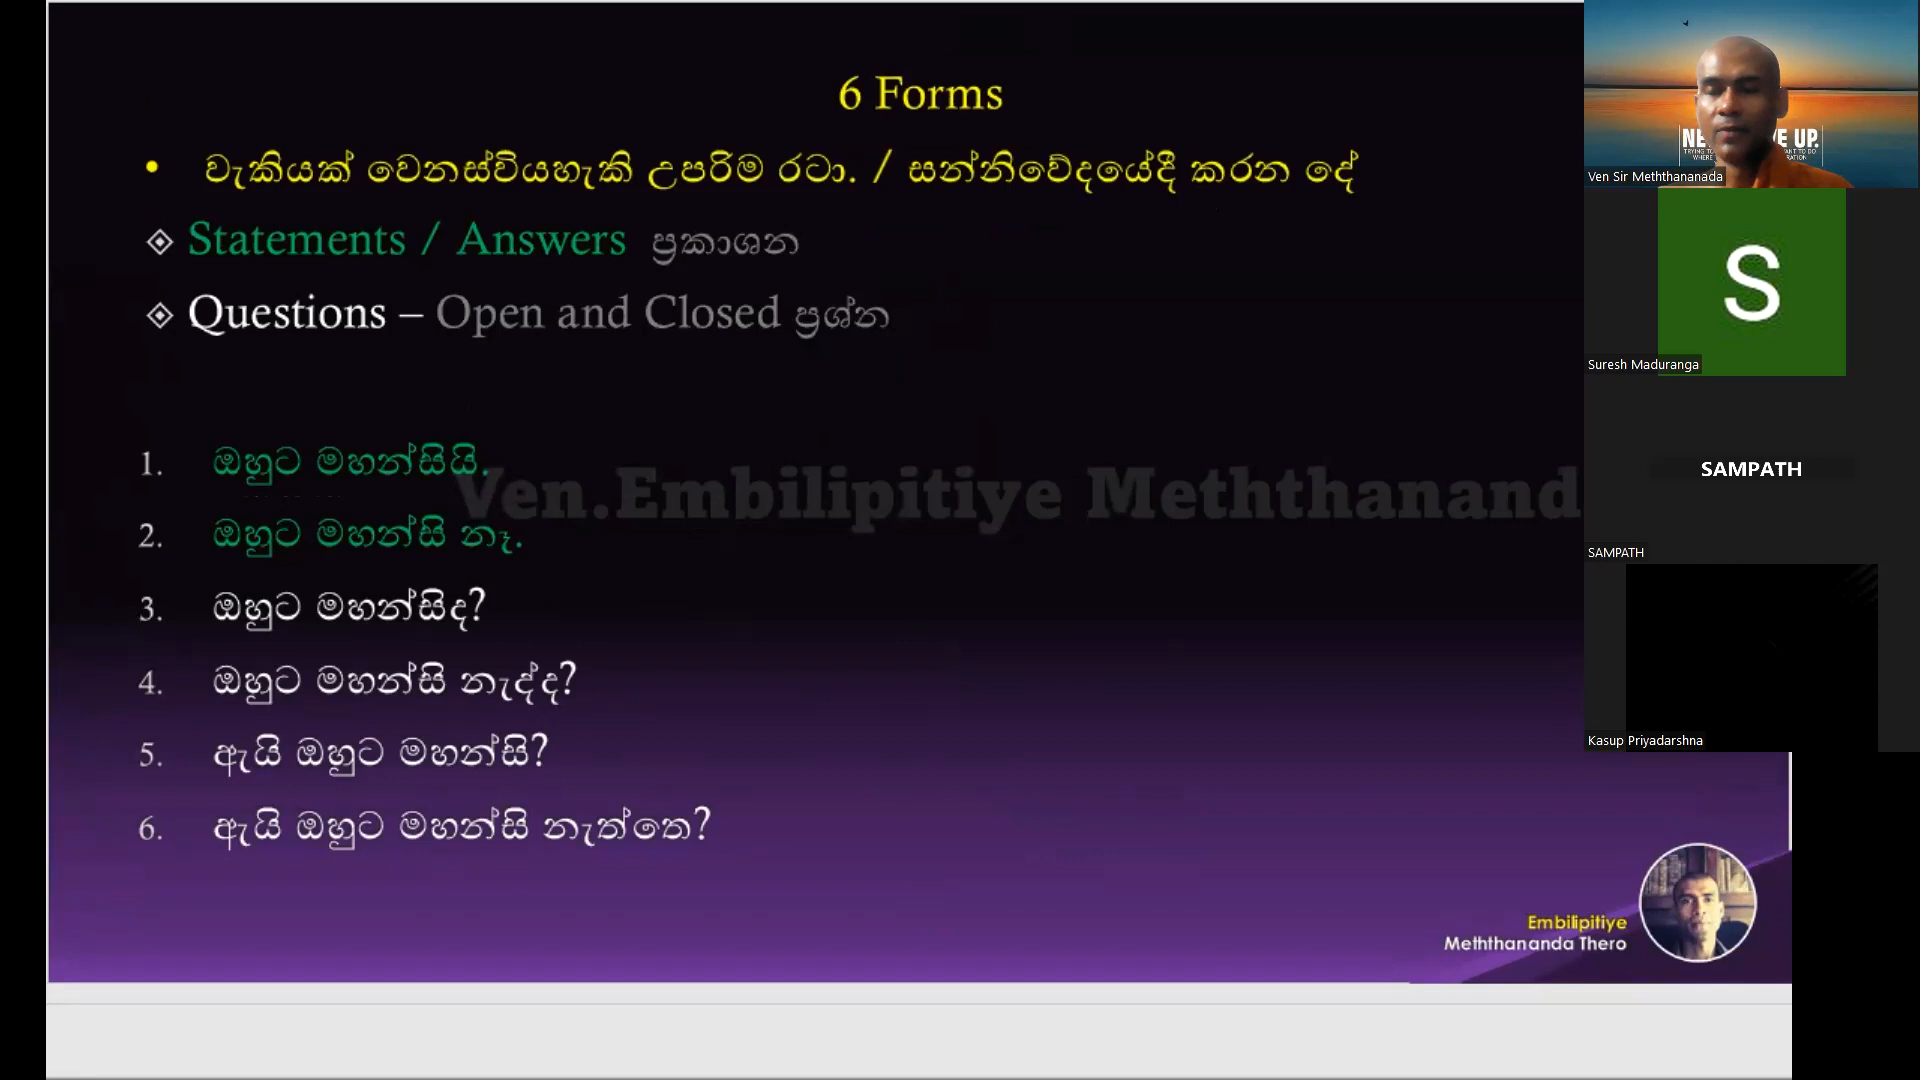 6 Forms
• වැකියක් වෙනස්වියහැකි උපරිම රටා. / සන්නිවේදයේදී කරන දේ
Statements / Answers ප්‍රකාශන
Questions – Open and Closed ප්‍රශ්න
1. ඔහුට මහන්සියි.
2. ඔහුට මහන්සි නෑ.
3. ඔහුට මහන්සිද?
4. ඔහුට මහන්සි නැද්ද?
5. ඇයි ඔහුට මහන්සි?
6. ඇයි ඔහුට මහන්සි නැත්තෙ?
Ven.Embilipitiye Meththanand
Embilipitiye
Meththananda Thero
UP.
Ven Sir Meththananada
S
Suresh Maduranga
SAMPATH
SAMPATH
Kasup Priyadarshna